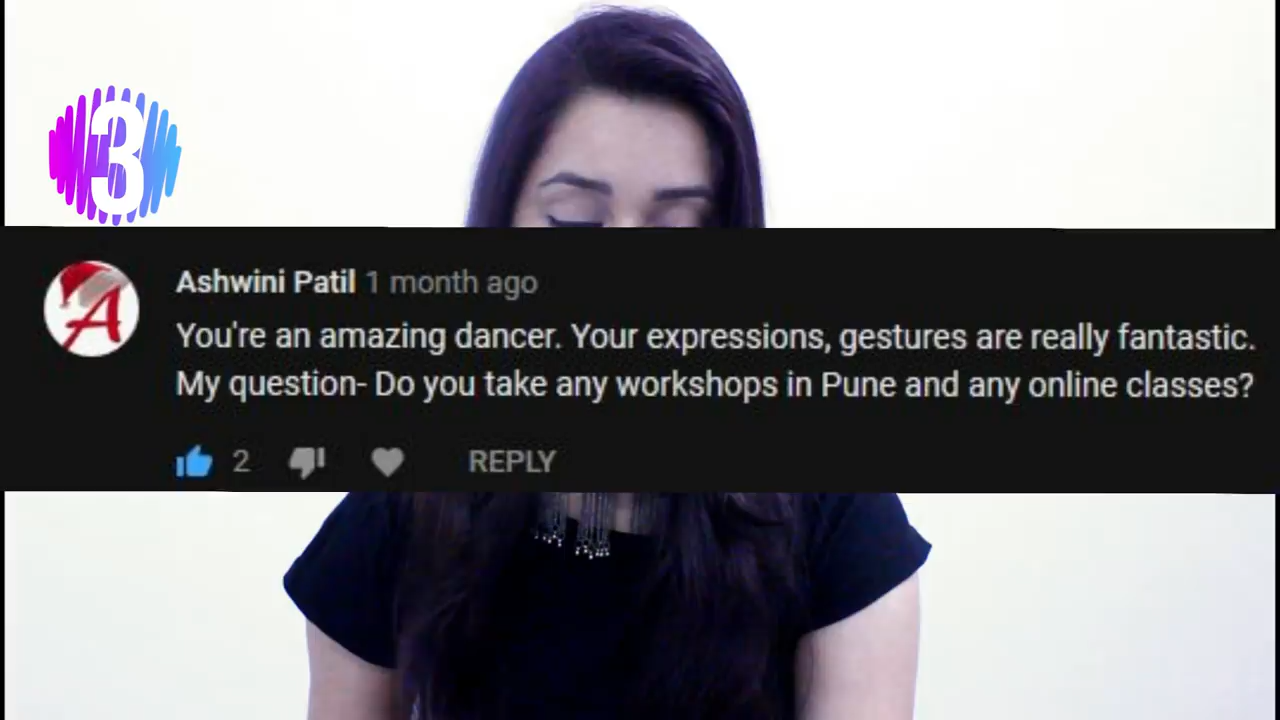 3
Ashwini Patil 1 month ago
You're an amazing dancer. Your expressions, gestures are really fantastic.
My question- Do you take any workshops in Pune and any online classes?
2 REPLY